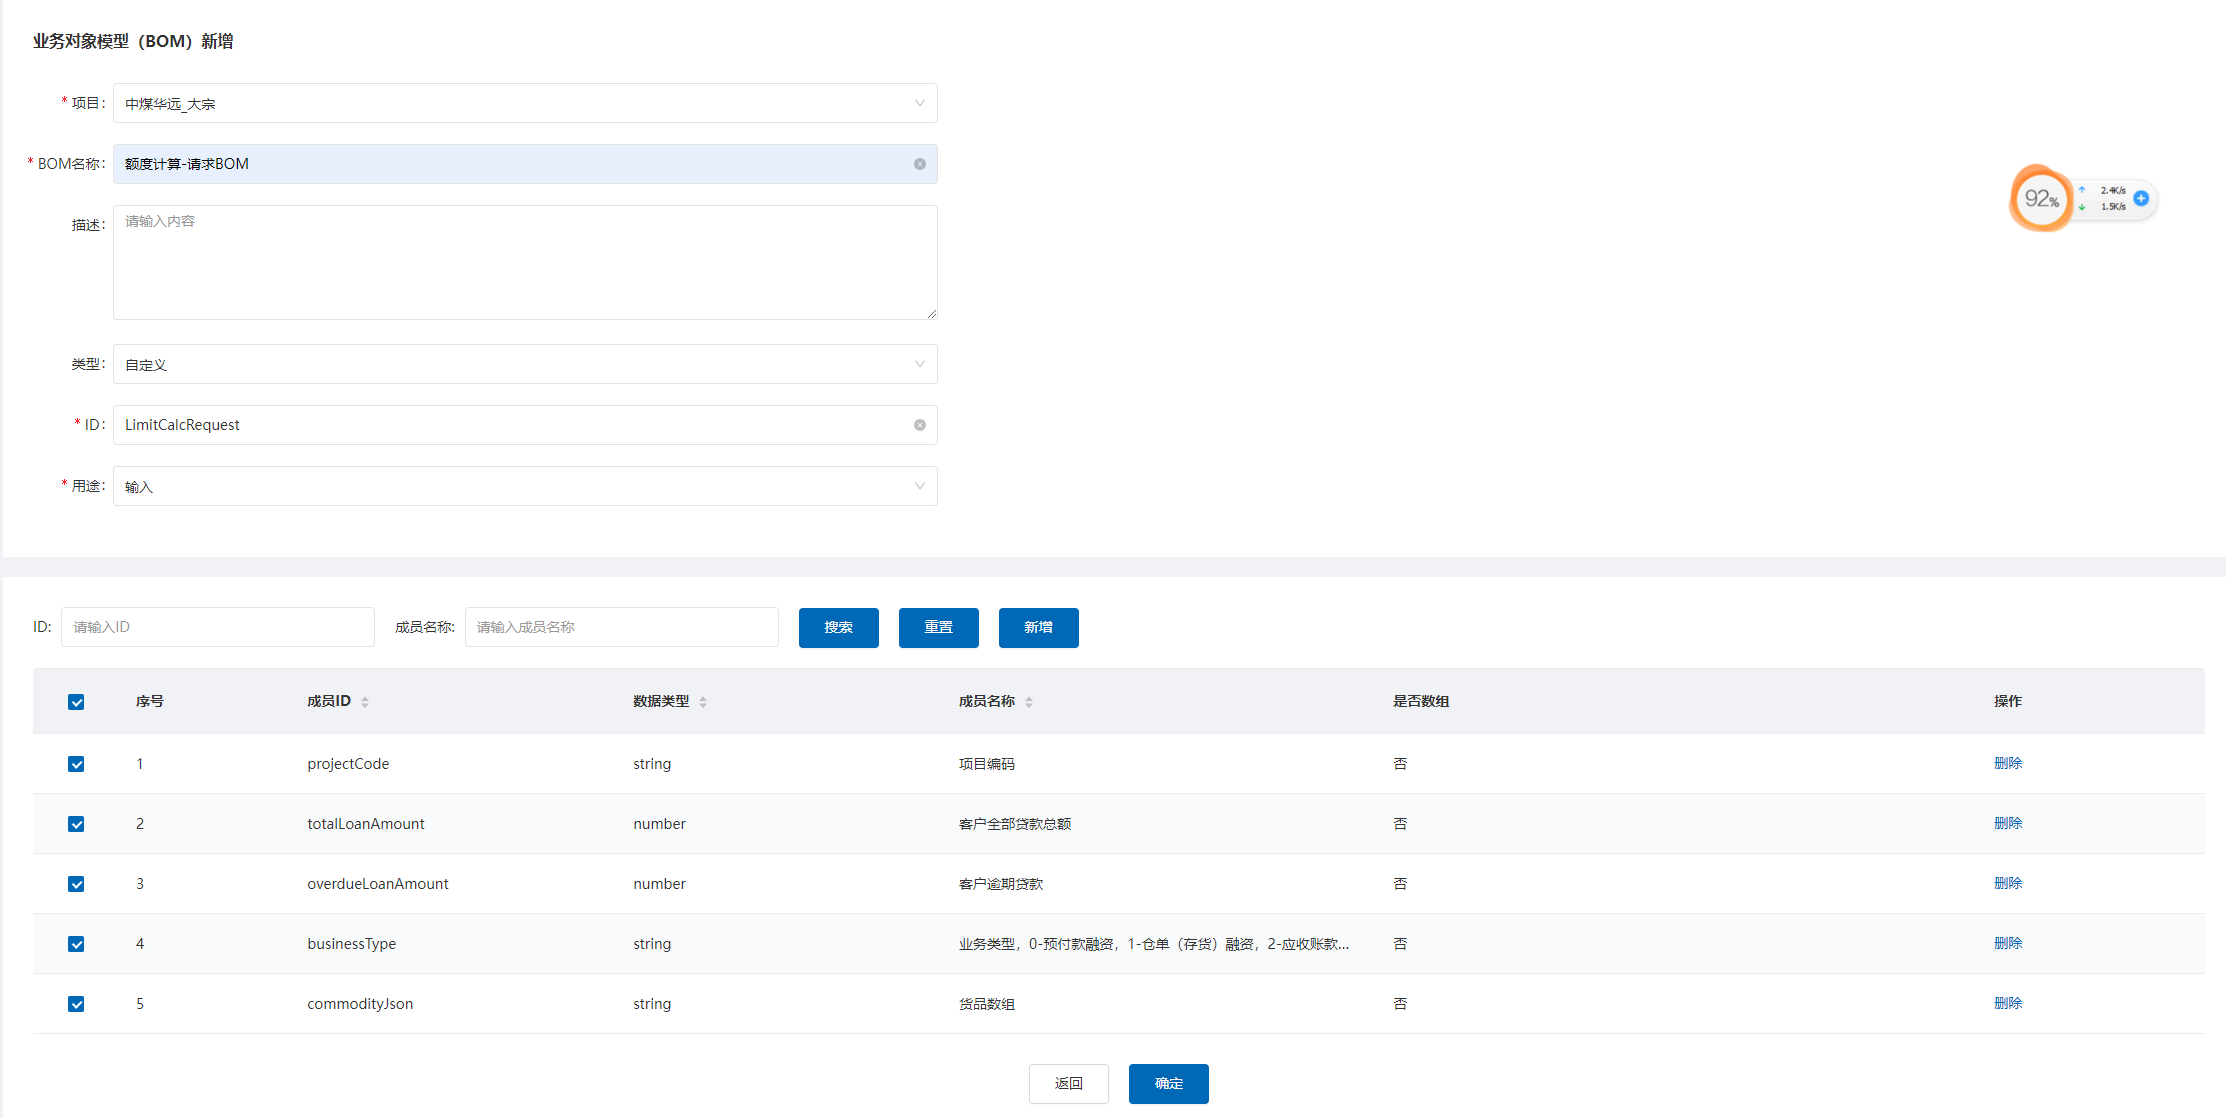 业务对象模型（BOM）新增
* 项目: 中煤华远_大宗
* BOM名称: 额度计算-请求BOM
描述: 请输入内容
类型: 自定义
* ID: LimitCalcRequest
* 用途: 输入
92% 2.4K/s
1.5K/s
ID: 请输入ID 成员名称: 请输入成员名称 搜索 重置 新增
序号 成员ID 数据类型 成员名称 是否数组 操作
1 projectCode string 项目编码 否 删除
2 totalLoanAmount number 客户全部贷款总额 否 删除
3 overdueLoanAmount number 客户逾期贷款 否 删除
4 businessType string 业务类型，0-预付款融资，1-仓单（存货）融资，2-应收账款... 否 删除
5 commodityJson string 货品数组 否 删除
返回 确定